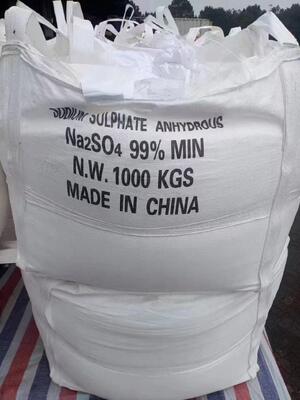 SODIUM SULPHATE ANHYDROUS
Na2SO4 99% MIN
N.W. 1000 KGS
MADE IN CHINA